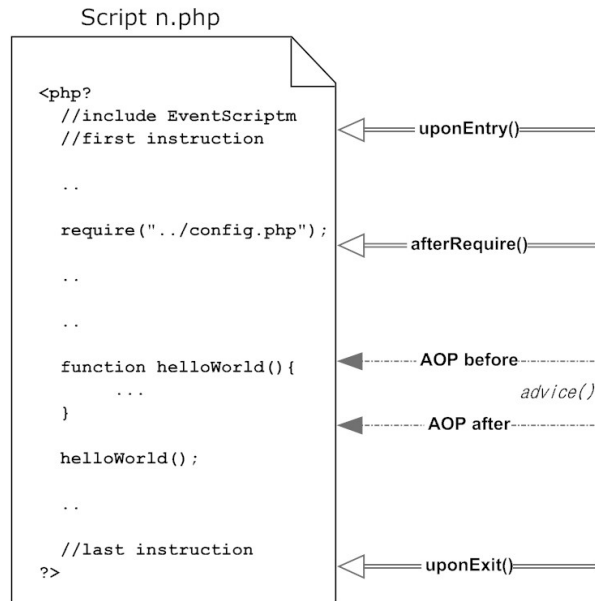 Script n.php
<php?
//include EventScriptm
//first instruction
uponEntry()
..
require("../config.php");
afterRequire()
..
..
function helloWorld(){
AOP before
...
advice()
}
AOP after
helloWorld();
..
//last instruction
uponExit()
?>